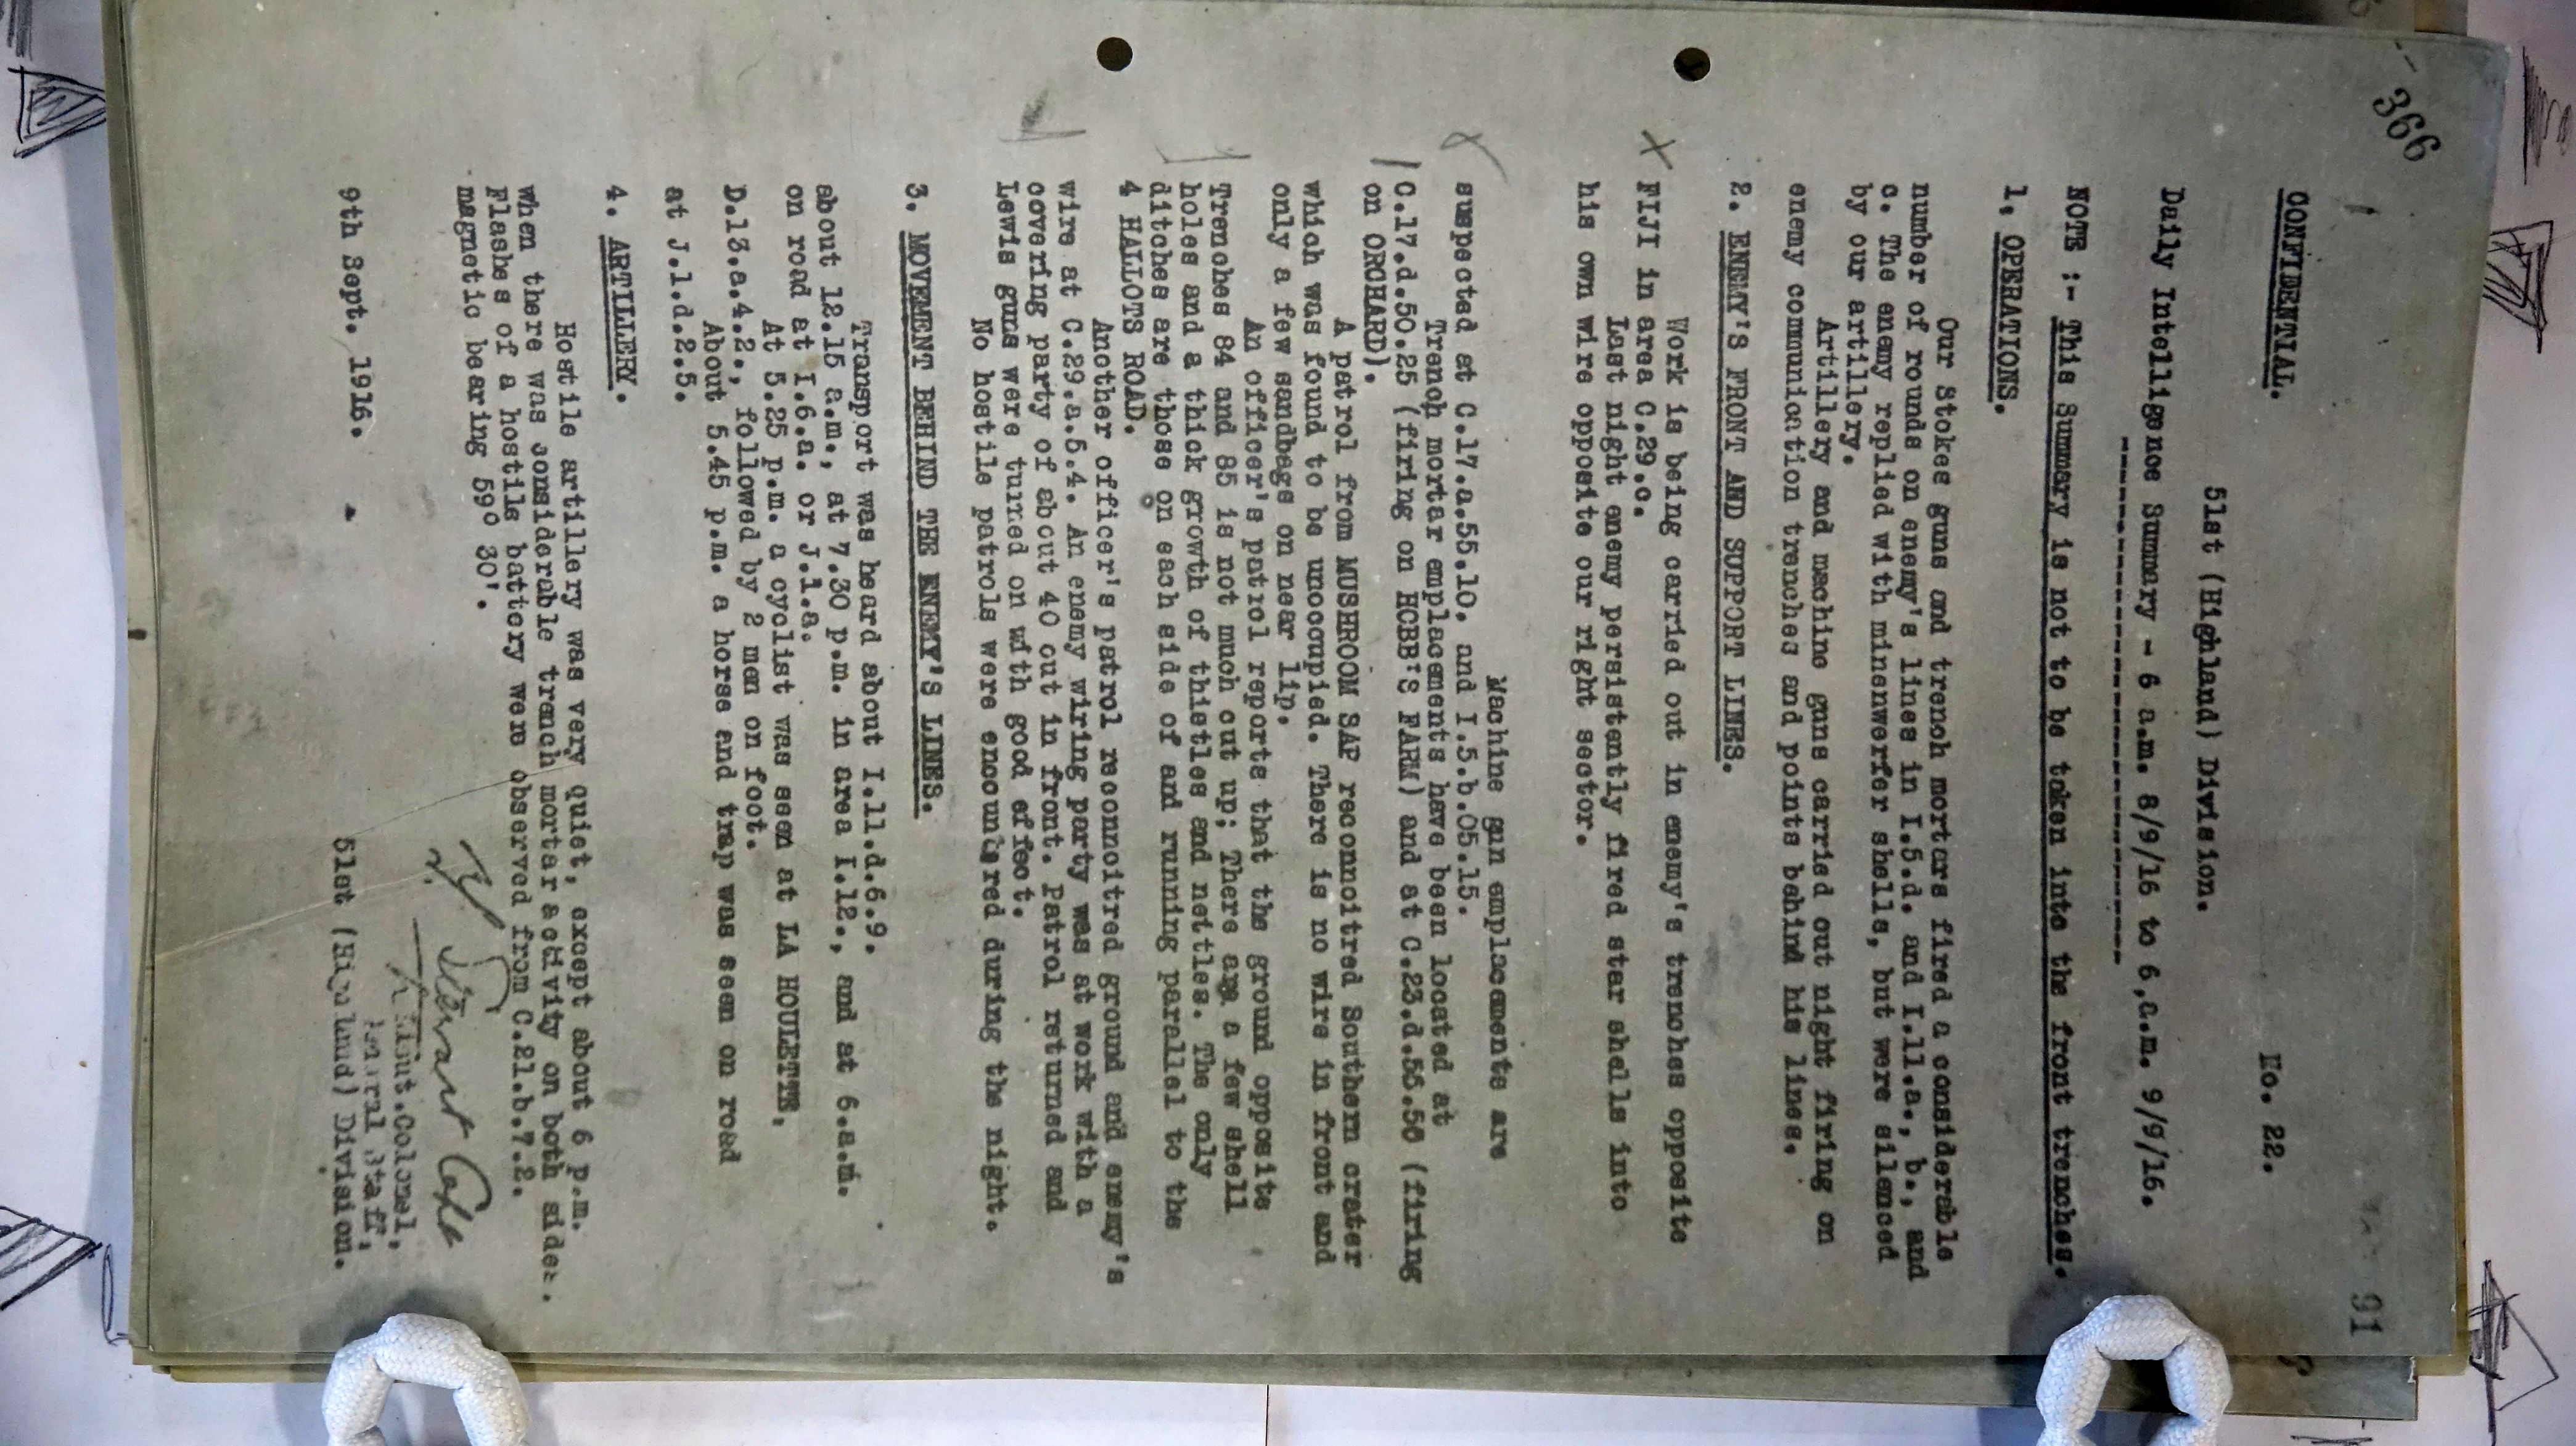 366
91
CONFIDENTIAL.
No. 22.
51st (Highland) Division.
Daily Intelligence Summary - 6 a.m. 8/9/16 to 6,a.m. 9/9/16.
NOTE :- This Summary is not to be taken into the front trenches.
1. OPERATIONS.
Our Stokes guns and trench mortars fired a considerable
number of rounds on enemy's lines in I.5.d. and I.11.a., b., and
c. The enemy replied with minenwerfer shells, but were silenced
by our artillery.
Artillery and machine guns carried out night firing on
enemy communication trenches and points behind his lines.
2. ENEMY'S FRONT AND SUPPORT LINES.
Work is being carried out in enemy's trenches opposite
X FIJI in area C.29.c.
Last night enemy persistently fired star shells into
his own wire opposite our right sector.
Machine gun emplacements are
suspected at C.17.a.55.10. and I.5.b.05.15.
Trench mortar emplacements have been located at
C.17.d.50.25 (firing on HOBB'S FARM) and at C.23.d.55.50 (firing
on ORCHARD).
A patrol from MUSHROOM SAP reconnoitred Southern crater
which was found to be unoccupied. There is no wire in front and
only a few sandbags on near lip.
An officer's patrol reports that the ground opposite
Trenches 84 and 85 is not much cut up; There are a few shell
holes and a thick growth of thistles and nettles. The only
ditches are those on each side of and running parallel to the
4 HALLOTS ROAD.
Another officer's patrol reconnoitred ground and enemy's
wire at C.29.a.5.4. An enemy wiring party was at work with a
covering party of about 40 out in front. Patrol returned and
Lewis guns were turned on with good effect.
No hostile patrols were encountered during the night.
3. MOVEMENT BEHIND THE ENEMY'S LINES.
Transport was heard about I.11.d.6.9.
about 12.15 a.m., at 7.30 p.m. in area I.12., and at 6.a.m.
on road at I.6.a. or J.1.a.
At 5.25 p.m. a cyclist was seen at LA HOULETTE,
D.13.a.4.2., followed by 2 men on foot.
About 5.45 p.m. a horse and trap was seen on road
at J.1.d.2.5.
4. ARTILLERY.
Hostile artillery was very quiet, except about 6 p.m.
when there was considerable trench mortar activity on both sides.
Flashes of a hostile battery were observed from C.21.b.7.2.
magnetic bearing 59° 30'.
Lieut.Colonel,
General Staff,
9th Sept. 1916. 51st (Highland) Division.